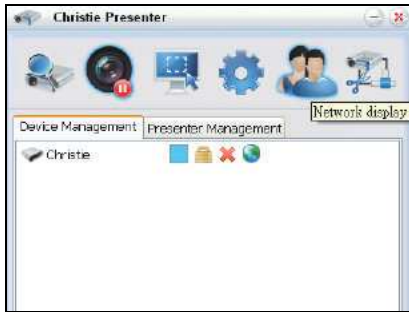 Christie Presenter
Network display
Device Management Presenter Management
Christie